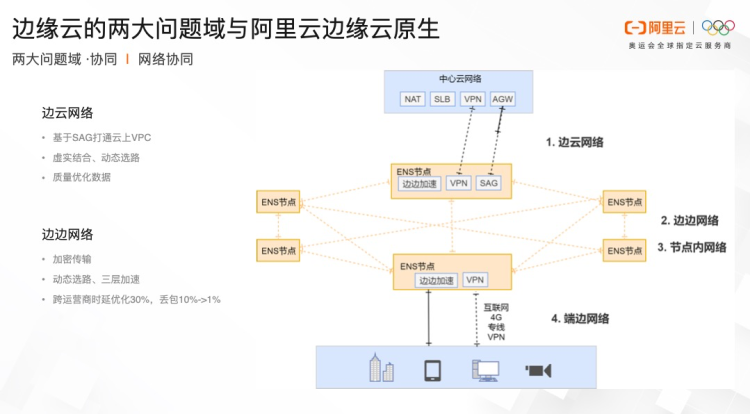 边缘云的两大问题域与阿里云边缘云原生
阿里云
奥运会全球指定云服务商
两大问题域 ·协同 | 网络协同
边云网络
• 基于SAG打通云上VPC
• 虚实结合、动态选路
• 质量优化数据
边边网络
• 加密传输
• 动态选路、三层加速
• 跨运营商时延优化30%，丢包10%->1%
中心云网络
NAT SLB VPN AGW
1. 边云网络
ENS节点
边边加速 VPN SAG
ENS节点
ENS节点
2. 边边网络
ENS节点
ENS节点
3. 节点内网络
ENS节点
边边加速 VPN
互联网
4G
专线
VPN
4. 端边网络